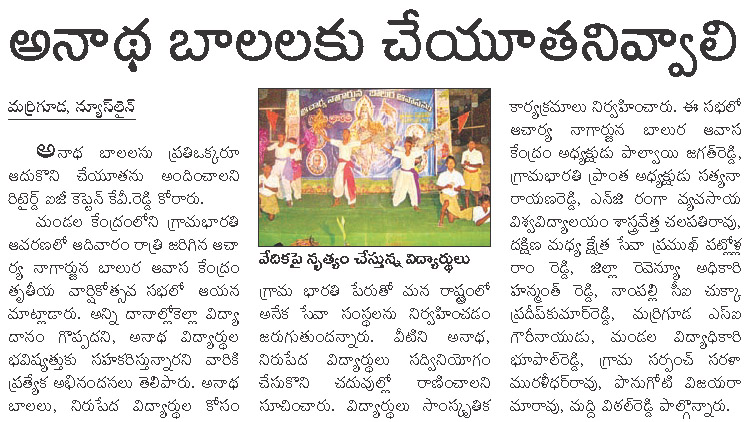 అనాథ బాలలకు చేయూతనివ్వాలి
మర్రిగూడ, న్యూస్‌లైన్
అనాథ బాలలను ప్రతిఒక్కరూ
ఆదుకొని చేయూతను అందించాలని
రిటైర్డ్ ఐజీ కెప్టెన్ కేవీ.రెడ్డి కోరారు.
మండల కేంద్రంలోని గ్రామభారతి
ఆవరణలో ఆదివారం రాత్రి జరిగిన ఆచా
ర్య నాగార్జున బాలుర ఆవాస కేంద్రం
తృతీయ వార్షికోత్సవ సభలో ఆయన
మాట్లాడారు. అన్ని దానాల్లోకెల్లా విద్యా
దానం గొప్పదని, అనాథ విద్యార్థుల
భవిష్యత్తుకు సహకరిస్తున్నారని వారికి
ప్రత్యేక అభినందనలు తెలిపారు. అనాథ
బాలలు, నిరుపేద విద్యార్థుల కోసం
ఆచార్య నాగార్జున బాలుర ఆవాసము
వేదికపై నృత్యం చేస్తున్న విద్యార్థులు
గ్రామ భారతి పేరుతో మన రాష్ట్రంలో
అనేక సేవా సంస్థలను నిర్వహించడం
జరుగుతుందన్నారు. వీటిని అనాథ,
నిరుపేద విద్యార్థులు సద్వినియోగం
చేసుకొని చదువుల్లో రాణించాలని
సూచించారు. విద్యార్థులు సాంస్కృతిక
కార్యక్రమాలు నిర్వహించారు. ఈ సభలో
ఆచార్య నాగార్జున బాలుర ఆవాస
కేంద్రం అధ్యక్షుడు పాల్వాయి జగత్‌రెడ్డి,
గ్రామభారతి ప్రాంత అధ్యక్షుడు సత్యనా
రాయణరెడ్డి, ఎన్‌జి రంగా వ్యవసాయ
విశ్వవిద్యాలయం శాస్త్రవేత్త చలపతిరావు,
దక్షిణ మధ్య క్షేత్ర సేవా ప్రముఖ్ పట్లోళ్ల
రాం రెడ్డి, జిల్లా రెవెన్యూ అధికారి
హన్మంత్ రెడ్డి, నాంపల్లి సీఐ చుక్కా
ప్రదీప్‌కుమార్‌రెడ్డి, మర్రిగూడ ఎస్ఐ
గౌరినాయుడు, మండల విద్యాధికారి
భూపాల్‌రెడ్డి, గ్రామ సర్పంచ్ సరళా
మురళీధర్‌రావు, పొనుగోటి విజయరా
మారావు, మద్ది విఠల్‌రెడ్డి పాల్గొన్నారు.